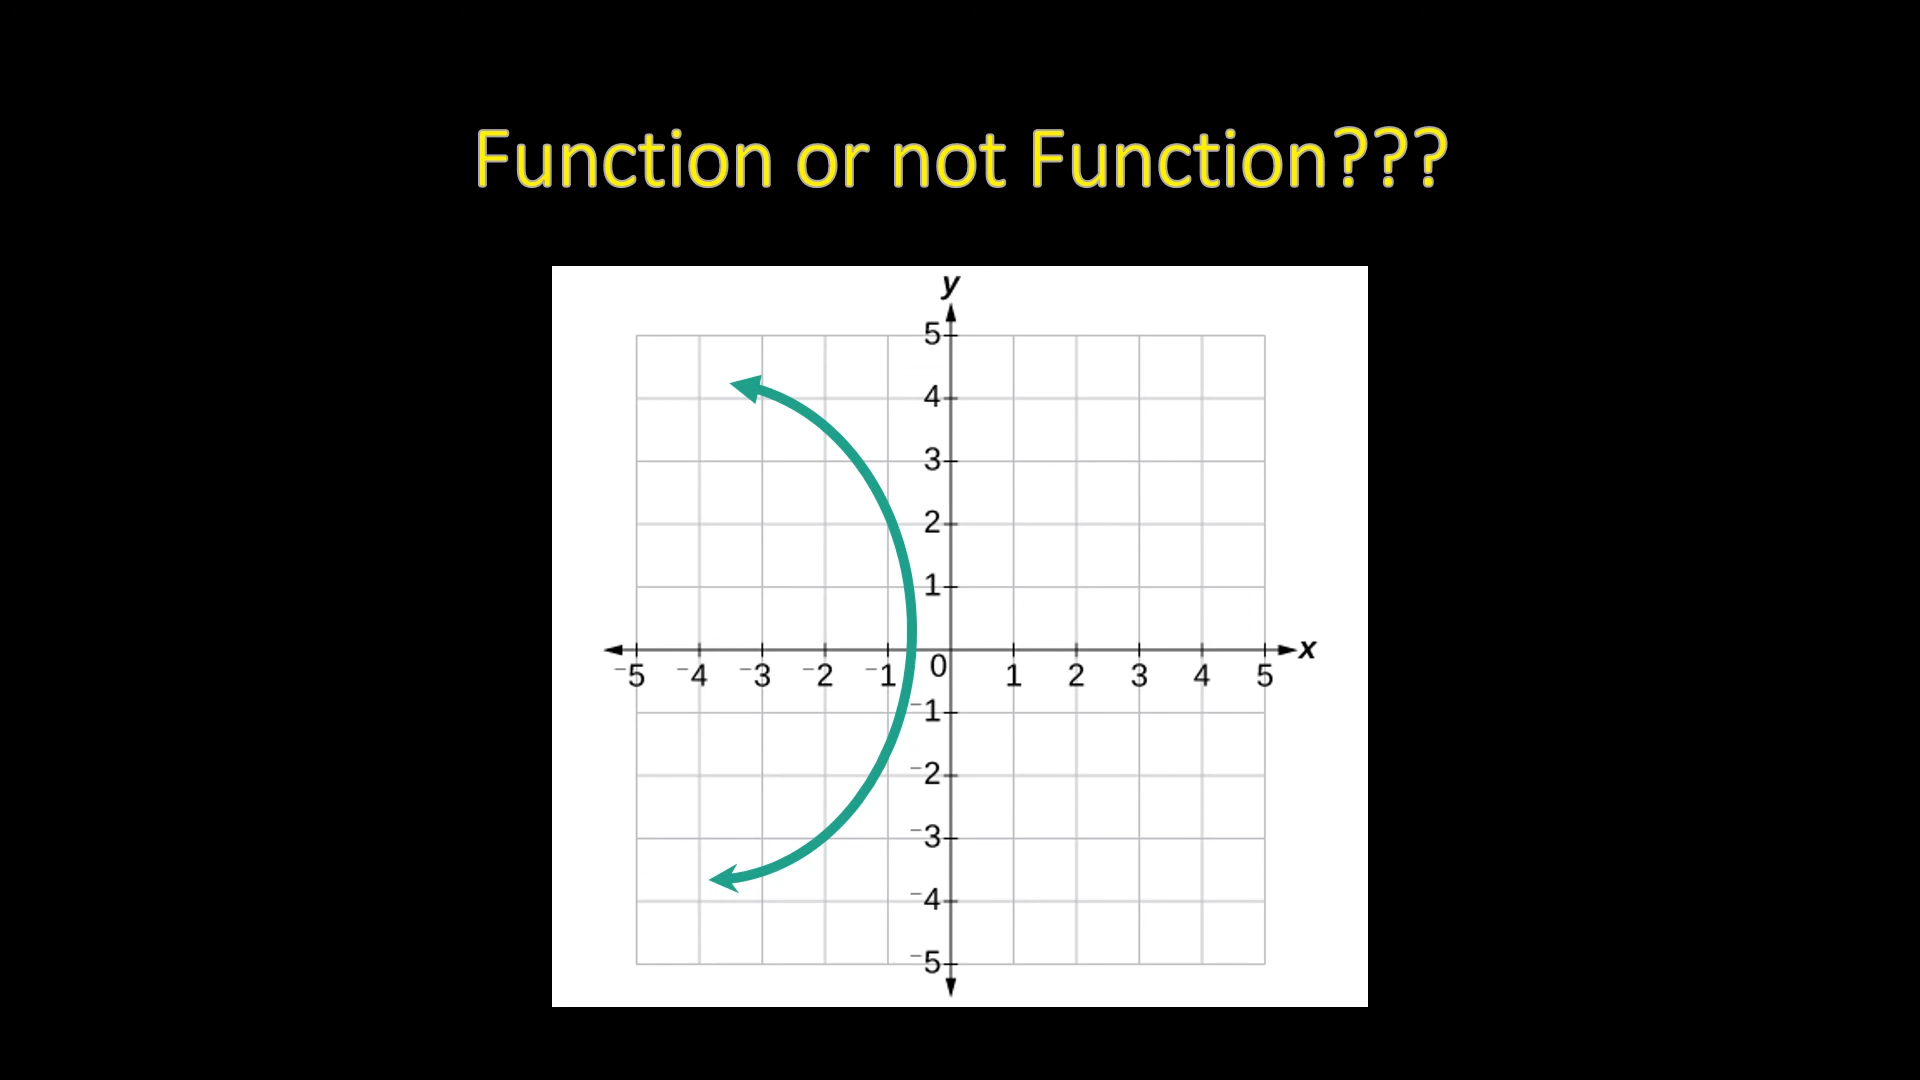 Function or not Function???
y
5
4
3
2
1
x
-5 -4 -3 -2 -1 0 1 2 3 4 5
-1
-2
-3
-4
-5